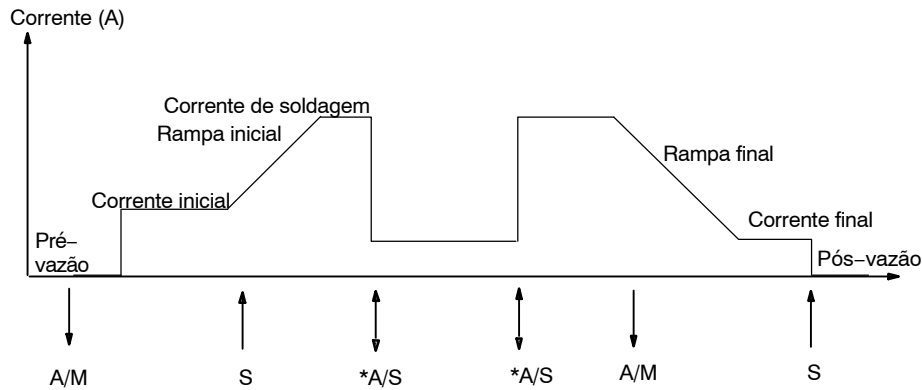 Corrente (A)
Corrente de soldagem
Rampa inicial
Rampa final
Corrente inicial
Corrente final
Pré−
vazão
Pós−vazão
A/M
S
*A/S
*A/S
A/M
S